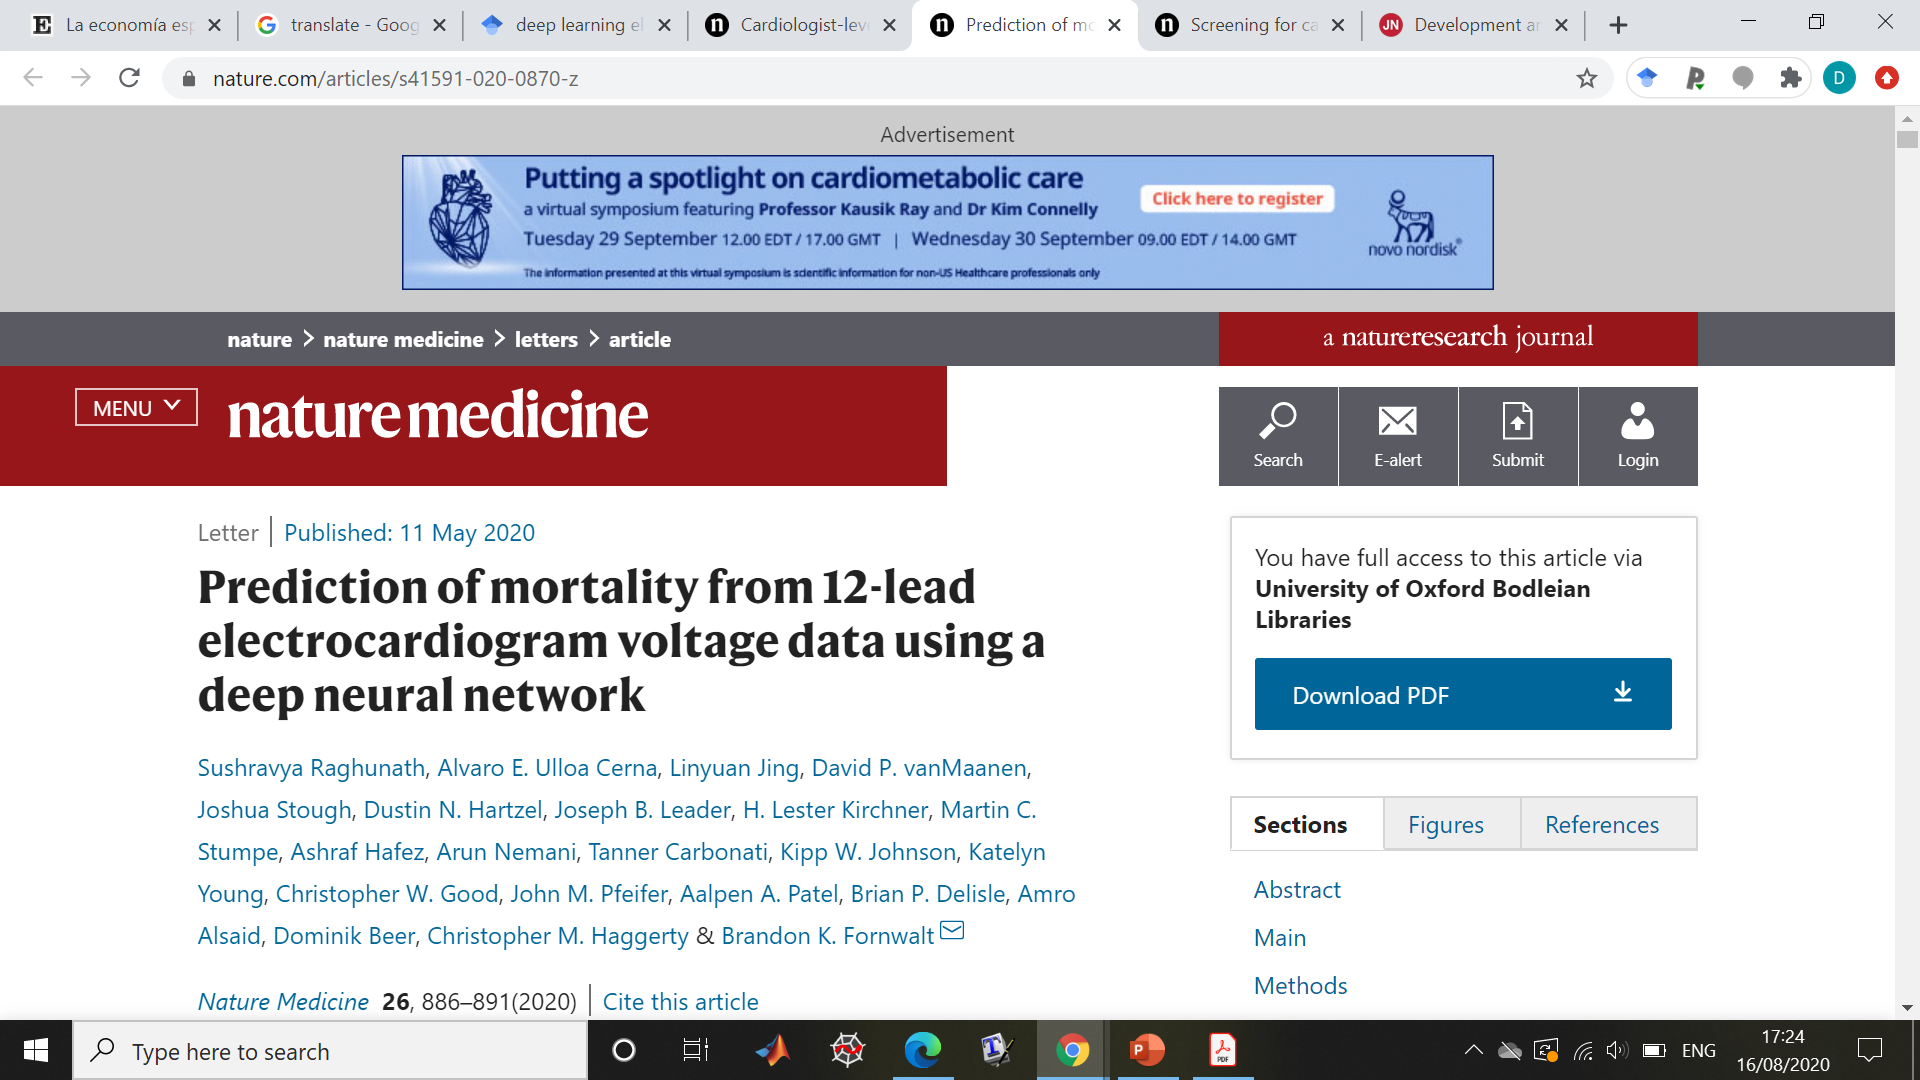 La economía esp
translate - Goog
deep learning el
Cardiologist-leve
Prediction of mo
Screening for ca
Development an
nature.com/articles/s41591-020-0870-z
D
Advertisement
Putting a spotlight on cardiometabolic care
a virtual symposium featuring Professor Kausik Ray and Dr Kim Connelly
Tuesday 29 September 12.00 EDT / 17.00 GMT | Wednesday 30 September 09.00 EDT / 14.00 GMT
The information presented at this virtual symposium is scientific information for non-US Healthcare professionals only
Click here to register
novo nordisk®
nature > nature medicine > letters > article
a natureresearch journal
MENU
nature medicine
Search
E-alert
Submit
Login
Letter | Published: 11 May 2020
Prediction of mortality from 12-lead
electrocardiogram voltage data using a
deep neural network
Sushravya Raghunath, Alvaro E. Ulloa Cerna, Linyuan Jing, David P. vanMaanen,
Joshua Stough, Dustin N. Hartzel, Joseph B. Leader, H. Lester Kirchner, Martin C.
Stumpe, Ashraf Hafez, Arun Nemani, Tanner Carbonati, Kipp W. Johnson, Katelyn
Young, Christopher W. Good, John M. Pfeifer, Aalpen A. Patel, Brian P. Delisle, Amro
Alsaid, Dominik Beer, Christopher M. Haggerty & Brandon K. Fornwalt
Nature Medicine 26, 886–891(2020) | Cite this article
You have full access to this article via
University of Oxford Bodleian
Libraries
Download PDF
Sections
Figures
References
Abstract
Main
Methods
Type here to search
ENG
17:24
16/08/2020